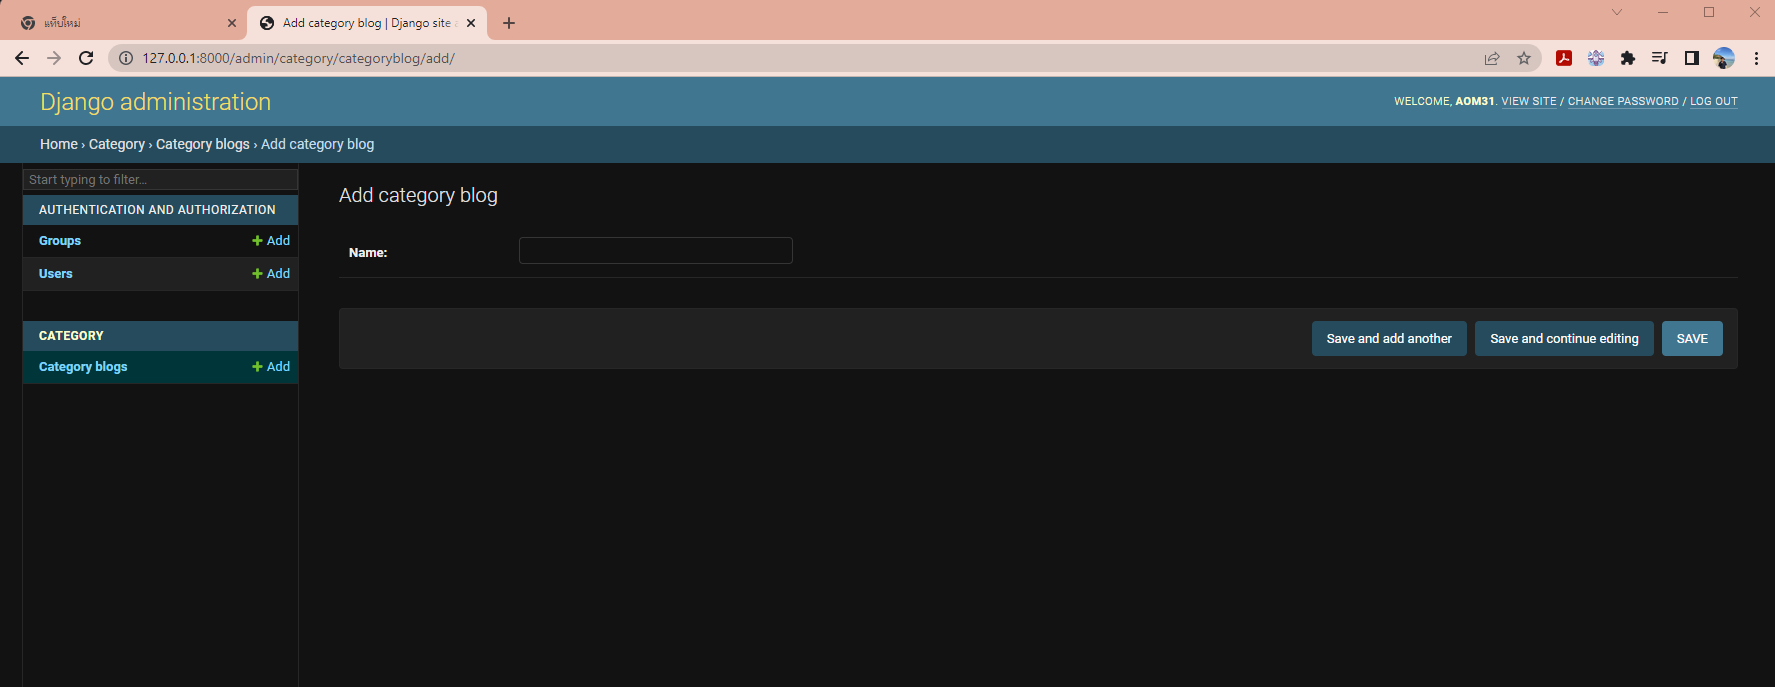 แท็บใหม่
Add category blog | Django site
127.0.0.1:8000/admin/category/categoryblog/add/
Django administration
WELCOME, AOM31. VIEW SITE / CHANGE PASSWORD / LOG OUT
Home › Category › Category blogs › Add category blog
Start typing to filter...
AUTHENTICATION AND AUTHORIZATION
Groups + Add
Users + Add
CATEGORY
Category blogs + Add
Add category blog
Name:
Save and add another
Save and continue editing
SAVE